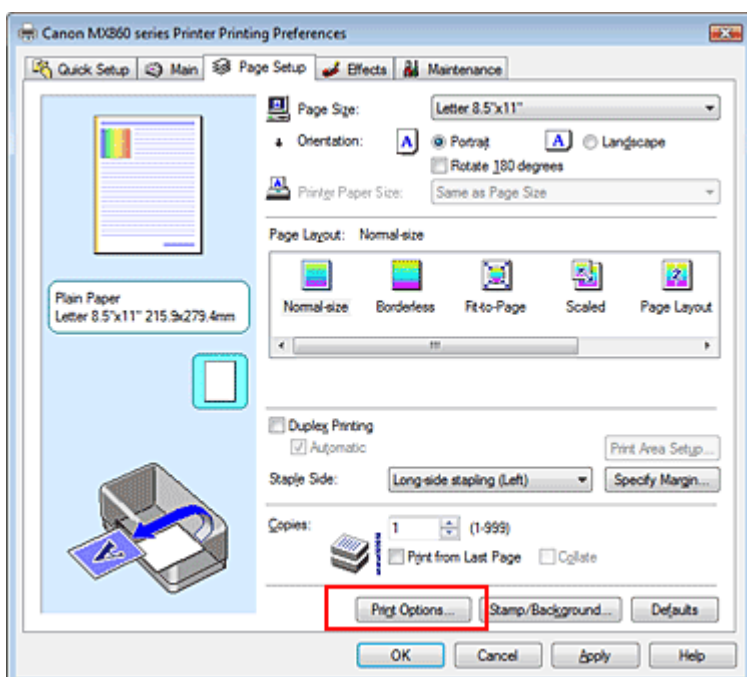 Canon MX860 series Printer Printing Preferences
Quick Setup Main Page Setup Effects Maintenance
Page Size: Letter 8.5"x11"
Orientation: A Portrait A Landscape
Rotate 180 degrees
Printer Paper Size: Same as Page Size
Page Layout: Normal-size
Normal-size Borderless Fit-to-Page Scaled Page Layout
Plain Paper
Letter 8.5"x11" 215.9x279.4mm
Duplex Printing
Automatic Print Area Setup...
Staple Side: Long-side stapling (Left) Specify Margin...
Copies: 1 (1-999)
Print from Last Page Collate
Print Options... Stamp/Background... Defaults
OK Cancel Apply Help